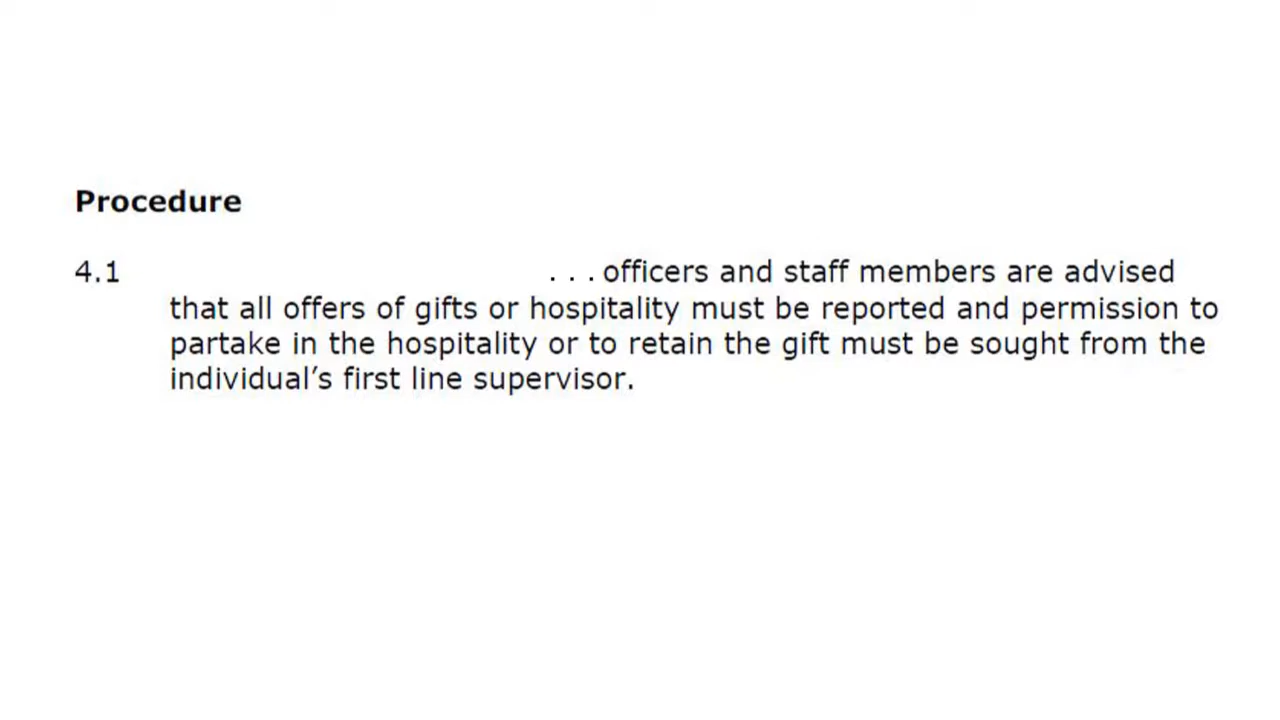 Procedure
4.1 . . . officers and staff members are advised
that all offers of gifts or hospitality must be reported and permission to
partake in the hospitality or to retain the gift must be sought from the
individual’s first line supervisor.